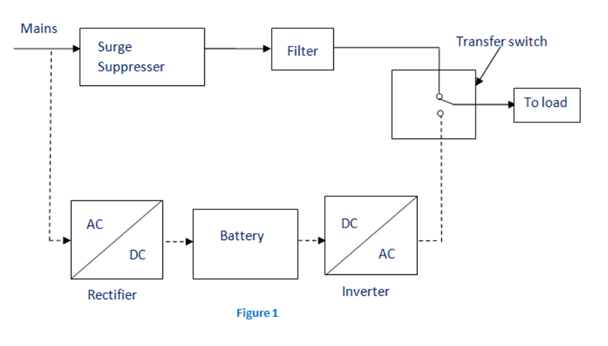 Mains
Surge
Suppresser
Filter
Transfer switch
To load
AC
DC
Rectifier
Battery
DC
AC
Inverter
Figure 1